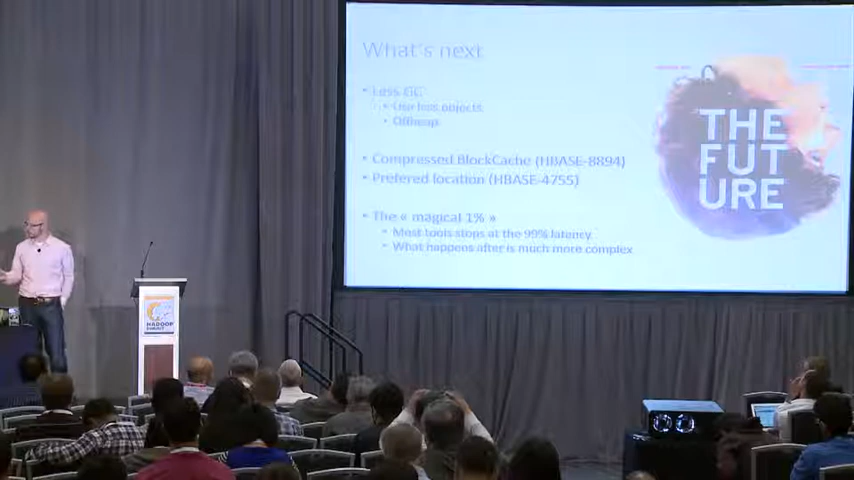 What's next
• Less GC
• Use less objects
• Offheap
• Compressed BlockCache (HBASE-8894)
• Preferred location (HBASE-4755)
• The « magical 1% »
• Most tools stops at the 99% latency
• What happens after is much more complex
THE
FUT
URE
HADOOP
SUMMIT